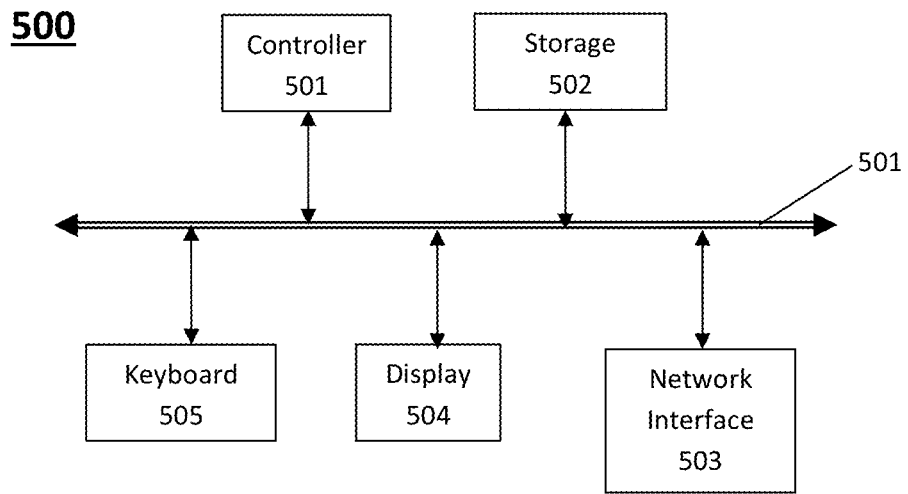 500
Controller
501
Storage
502
501
Keyboard
505
Display
504
Network
Interface
503